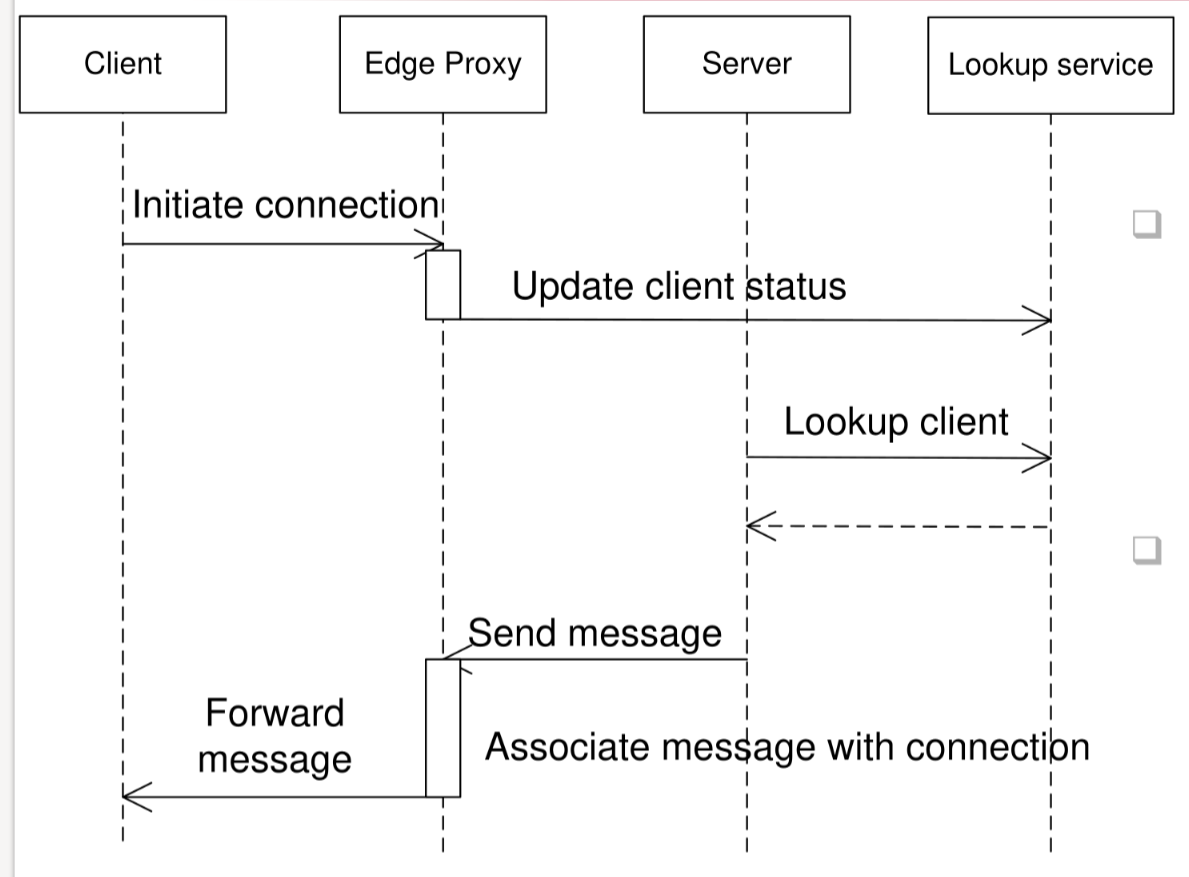 Client
Edge Proxy
Server
Lookup service
Initiate connection
Update client status
Lookup client
Send message
Forward
message
Associate message with connection